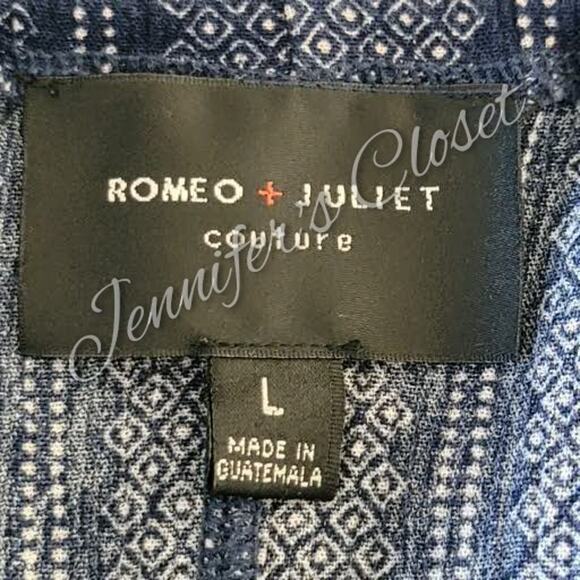 ROMEO + JULIET
couture
Jennifer's Closet
L
MADE IN
GUATEMALA